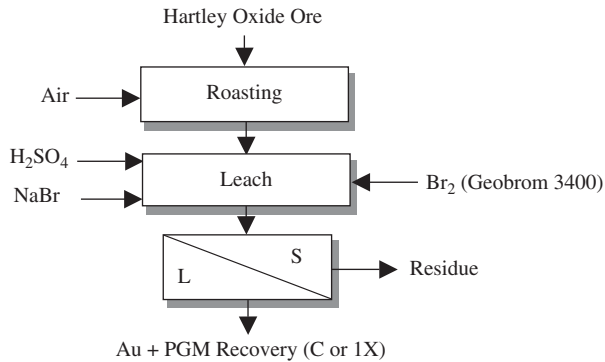 Hartley Oxide Ore
Air
Roasting
H₂SO₄
NaBr
Leach
Br₂ (Geobrom 3400)
S
L
Residue
Au + PGM Recovery (C or 1X)